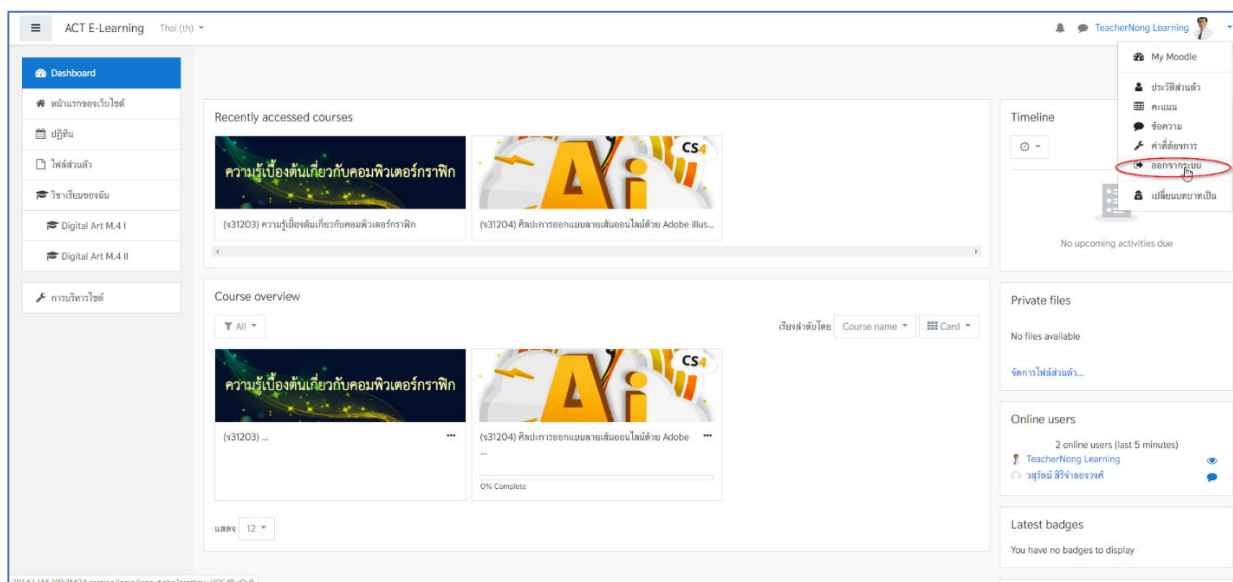 ACT E-Learning Thai (th)
TeacherNong Learning
My Moodle
ประวัติส่วนตัว
คะแนน
ข้อความ
ค่าที่ต้องการ
ออกจากระบบ
เปลี่ยนบทบาทเป็น
Dashboard
หน้าแรกของเว็บไซต์
ปฏิทิน
ไฟล์ส่วนตัว
วิชาเรียนของฉัน
Digital Art M.4 I
Digital Art M.4 II
การบริหารไซต์
Recently accessed courses
ความรู้เบื้องต้นเกี่ยวกับคอมพิวเตอร์กราฟิก
CS4
Ai
(ง31203) ความรู้เบื้องต้นเกี่ยวกับคอมพิวเตอร์กราฟิก
(ง31204) ศิลปะการออกแบบลายเส้นออนไลน์ด้วย Adobe illus...
Course overview
All
เรียงลำดับโดย Course name Card
ความรู้เบื้องต้นเกี่ยวกับคอมพิวเตอร์กราฟิก
CS4
Ai
(ง31203) ...
(ง31204) ศิลปะการออกแบบลายเส้นออนไลน์ด้วย Adobe
...
0% Complete
แสดง 12
Timeline
No upcoming activities due
Private files
No files available
จัดการไฟล์ส่วนตัว...
Online users
2 online users (last 5 minutes)
TeacherNong Learning
วสุรัตน์ สิริจำลองวงศ์
Latest badges
You have no badges to display